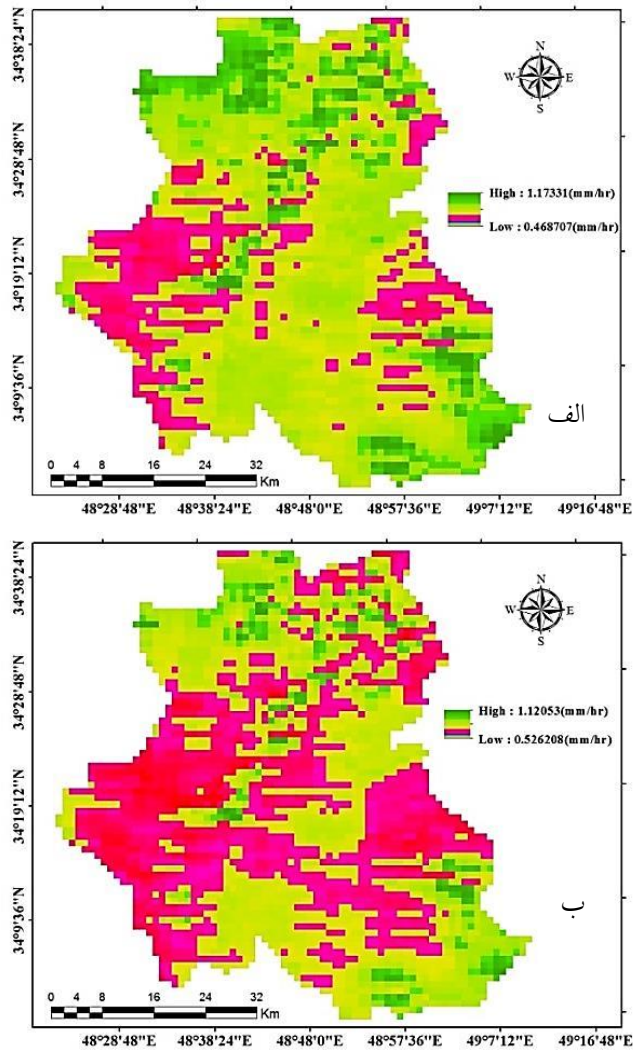 34°38'24"N
34°28'48"N
34°19'12"N
34°9'36"N
N
W E
S
High : 1.17331(mm/hr)
Low : 0.468707(mm/hr)
الف
0 4 8 16 24 32
Km
48°28'48"E 48°38'24"E 48°48'0"E 48°57'36"E 49°7'12"E 49°16'48"E
34°38'24"N
34°28'48"N
34°19'12"N
34°9'36"N
N
W E
S
High : 1.12053(mm/hr)
Low : 0.526208(mm/hr)
ب
0 4 8 16 24 32
Km
48°28'48"E 48°38'24"E 48°48'0"E 48°57'36"E 49°7'12"E 49°16'48"E